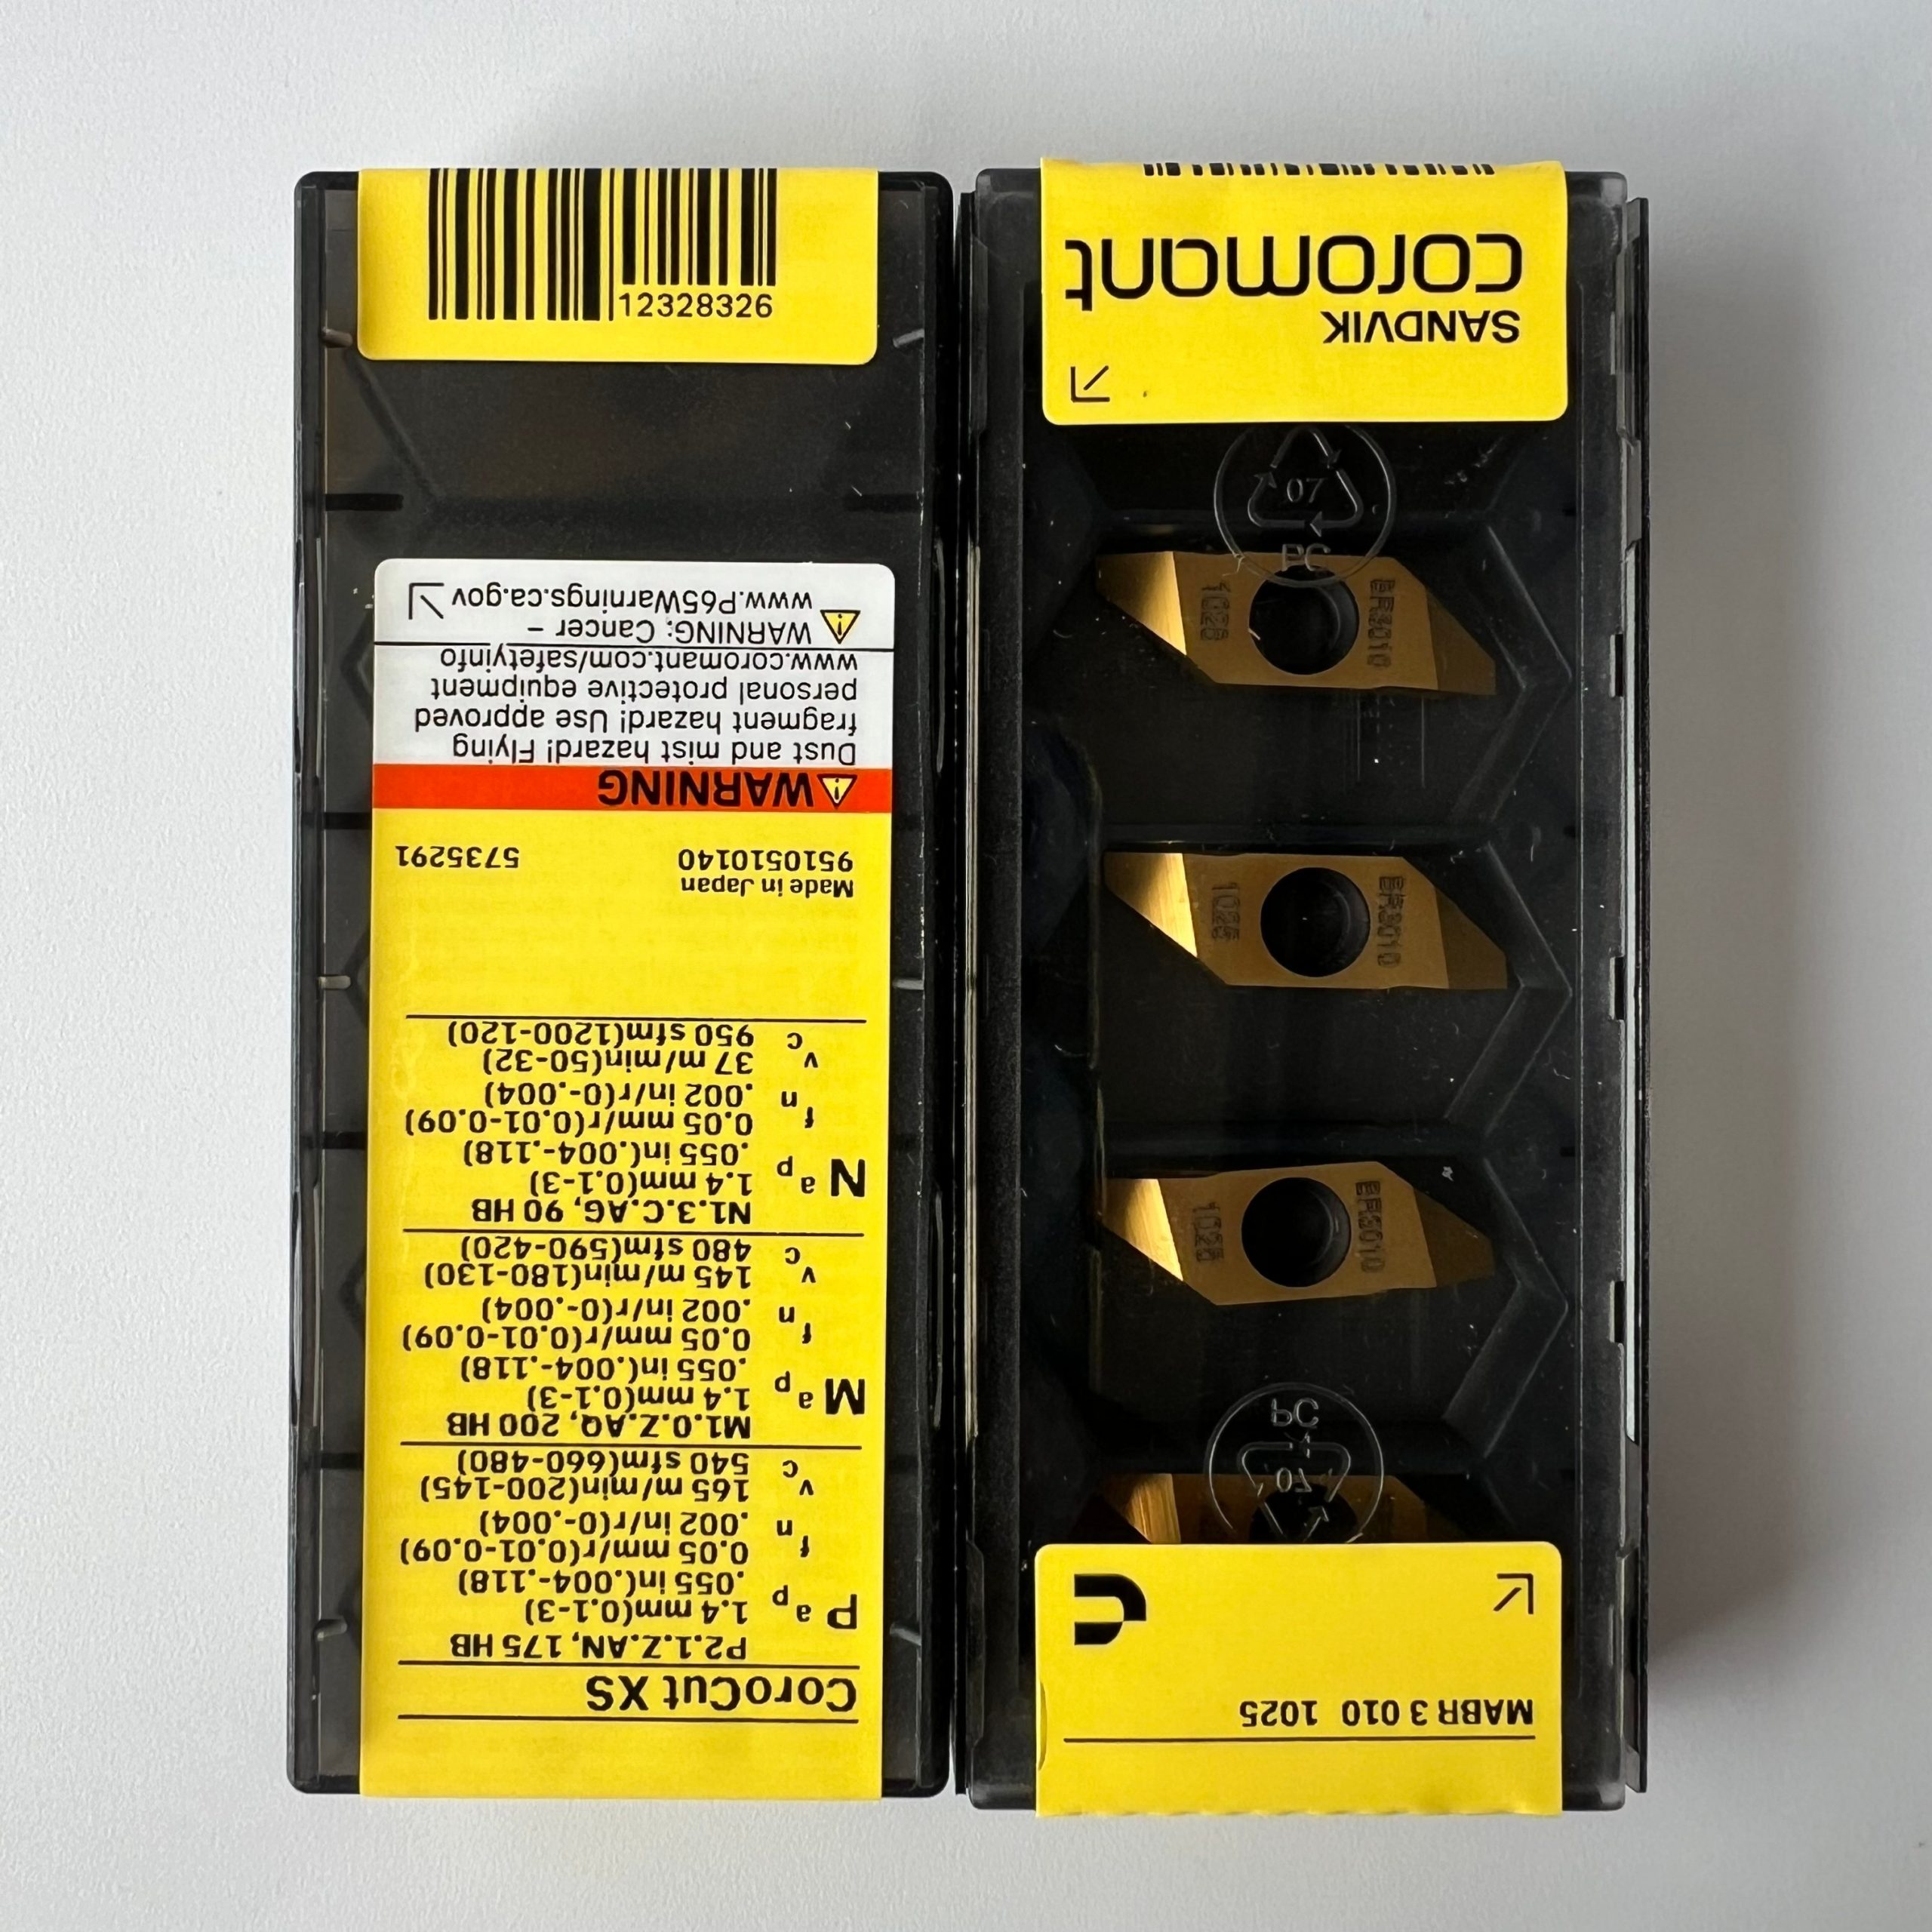 12328326
CoroCut XS
P2.1.Z.AN, 175 HB
P ap 1.4 mm(0.1-3)
.055 in(.004-.118)
fn 0.05 mm/r(0.01-0.09)
.002 in/r(0-.004)
vc 165 m/min(200-145)
540 sfm(660-480)
M1.0.Z.AQ, 200 HB
M ap 1.4 mm(0.1-3)
.055 in(.004-.118)
fn 0.05 mm/r(0.01-0.09)
.002 in/r(0-.004)
vc 145 m/min(180-130)
480 sfm(590-420)
N1.3.C.AG, 90 HB
N ap 1.4 mm(0.1-3)
.055 in(.004-.118)
fn 0.05 mm/r(0.01-0.09)
.002 in/r(0-.004)
vc 37 m/min(50-32)
950 sfm(1200-120)
Made in Japan
9510510140 5735291
WARNING
Dust and mist hazard! Flying
fragment hazard! Use approved
personal protective equipment
www.coromant.com/safetyinfo
WARNING: Cancer –
www.P65Warnings.ca.gov
MABR 3 010 1025
07
PC
BR3010
1025
BR3010
1025
BR3010
1025
07
PC
SANDVIK
coromant